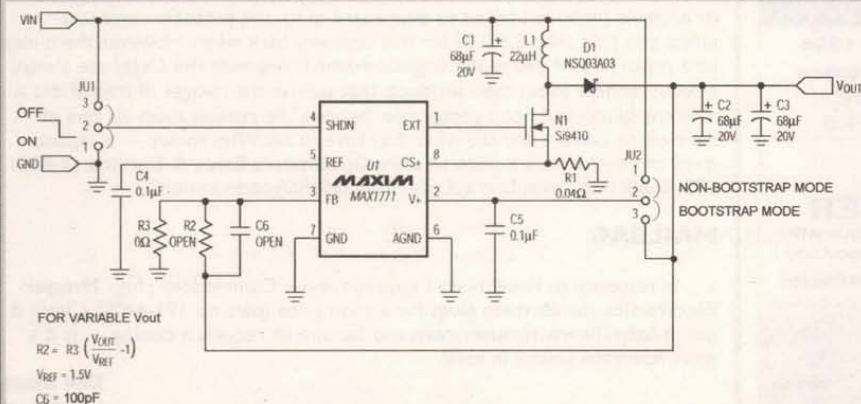 VIN
JU1
3
2
1
OFF
ON
GND
C4
0.1µF
R3
0Ω
R2
OPEN
C6
OPEN
4
SHDN
5
REF
3
FB
7
GND
U1
MAXIM
MAX1771
EXT
1
CS+
8
V+
2
AGND
6
C1
68µF
20V
L1
22µH
D1
NSQ03A03
N1
Si9410
R1
0.04Ω
C5
0.1µF
JU2
1
2
3
NON-BOOTSTRAP MODE
BOOTSTRAP MODE
C2
68µF
20V
C3
68µF
20V
VOUT
FOR VARIABLE Vout
R2 = R3 (VOUT/VREF -1)
VREF = 1.5V
C6 = 100pF